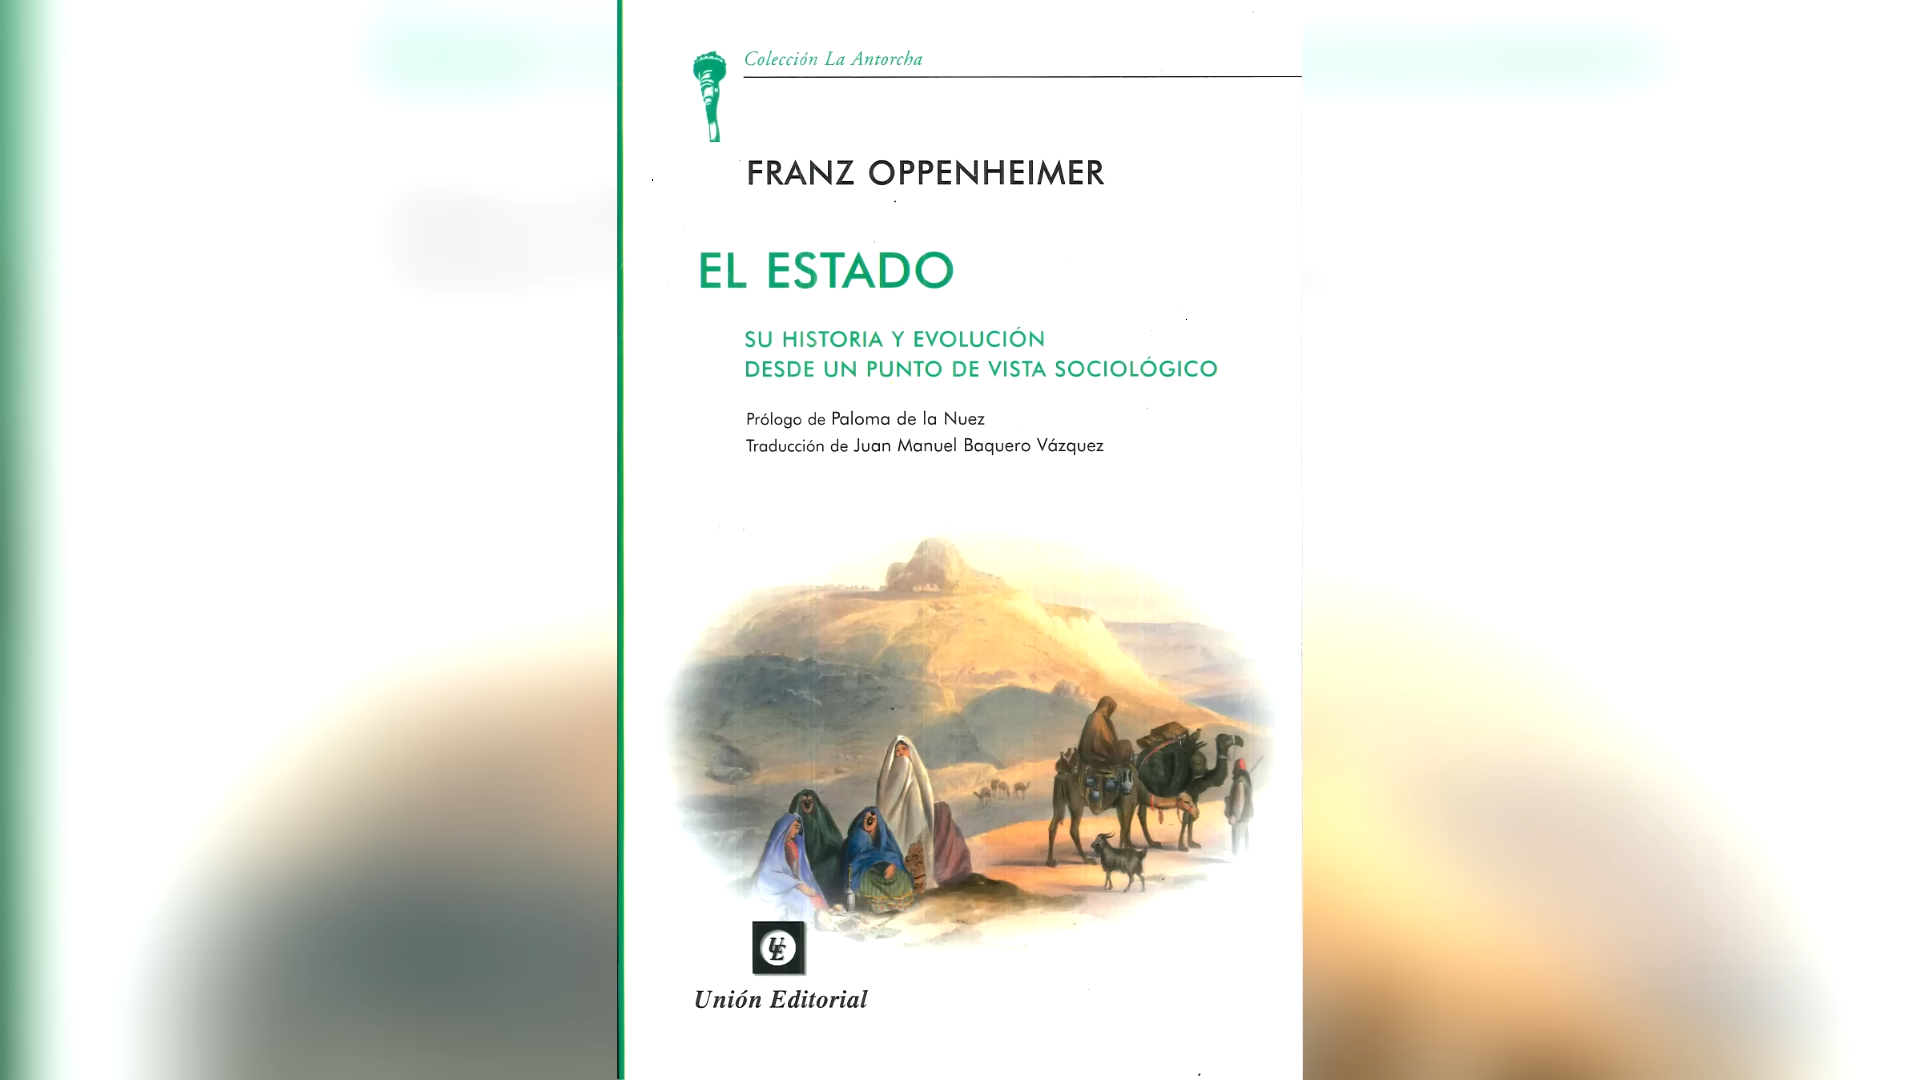 Colección La Antorcha
FRANZ OPPENHEIMER
EL ESTADO
SU HISTORIA Y EVOLUCIÓN
DESDE UN PUNTO DE VISTA SOCIOLÓGICO
Prólogo de Paloma de la Nuez
Traducción de Juan Manuel Baquero Vázquez
UE
Unión Editorial